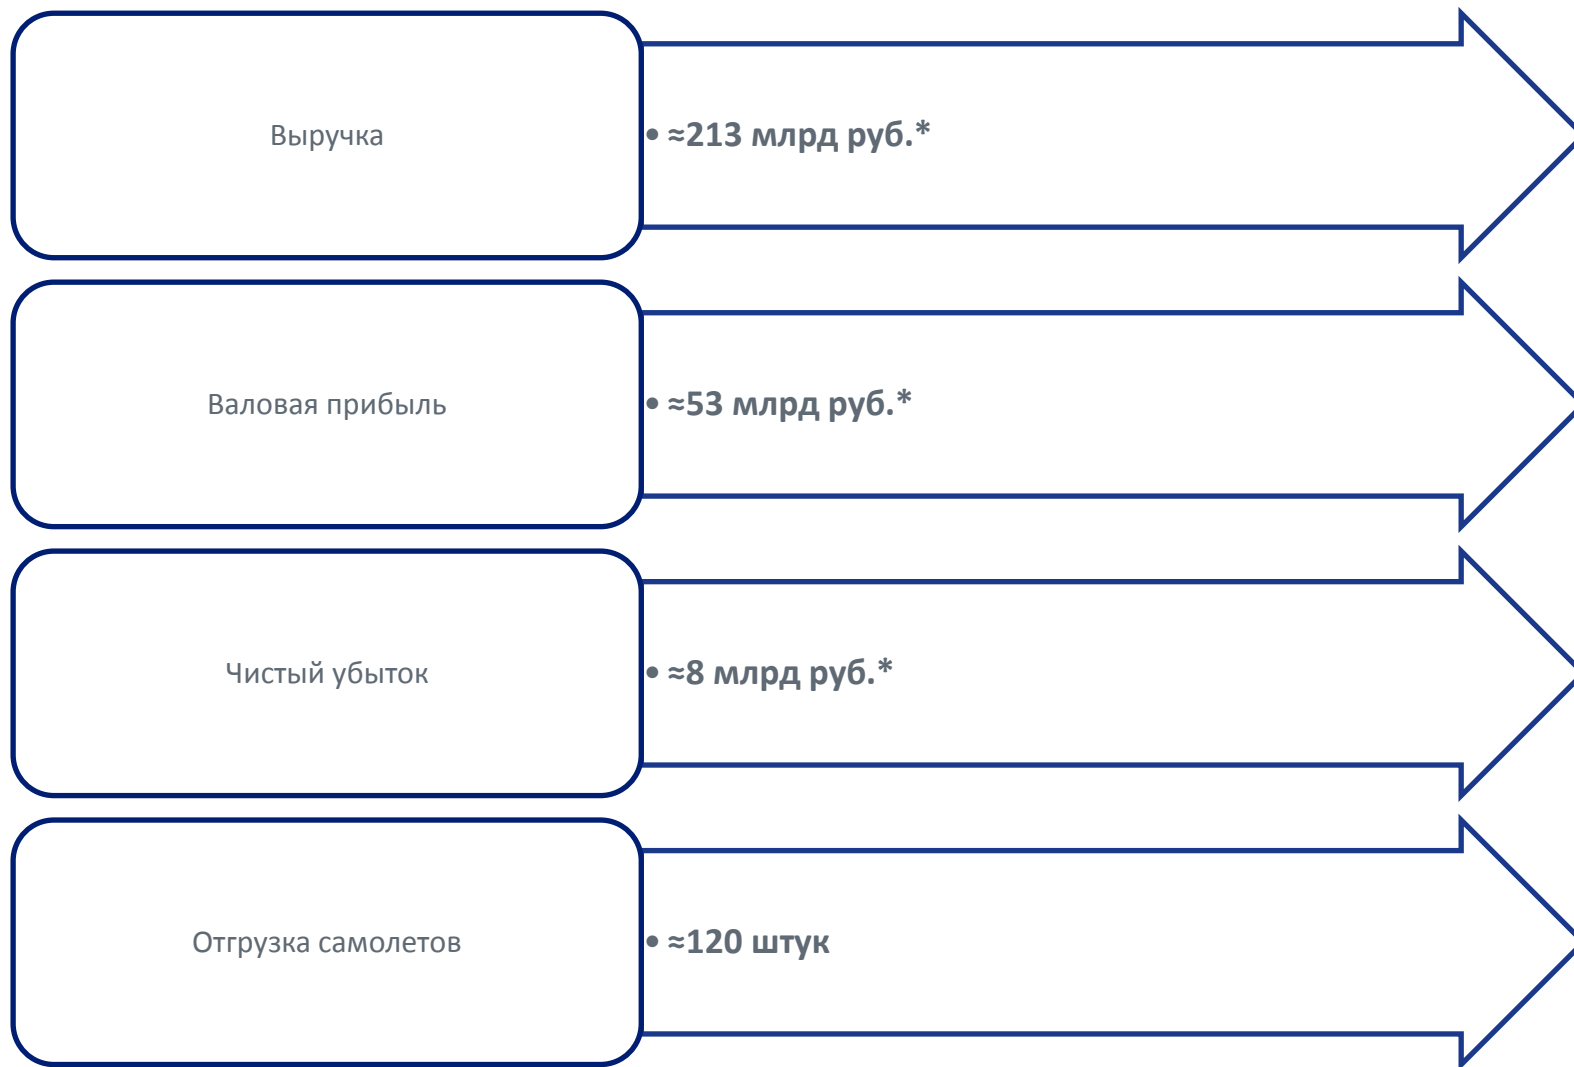 Выручка
• ≈213 млрд руб.*
Валовая прибыль
• ≈53 млрд руб.*
Чистый убыток
• ≈8 млрд руб.*
Отгрузка самолетов
• ≈120 штук